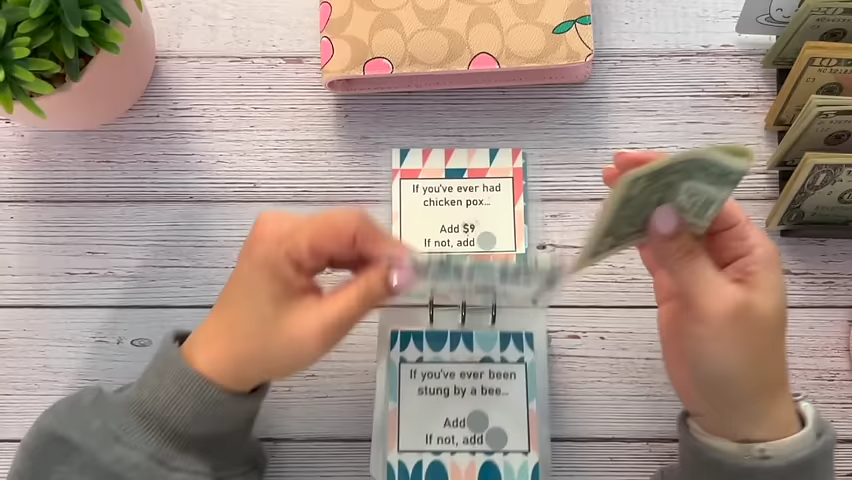 If you've ever had
chicken pox...
Add $9
If not, add
If you've ever been
stung by a bee...
Add
If not, add